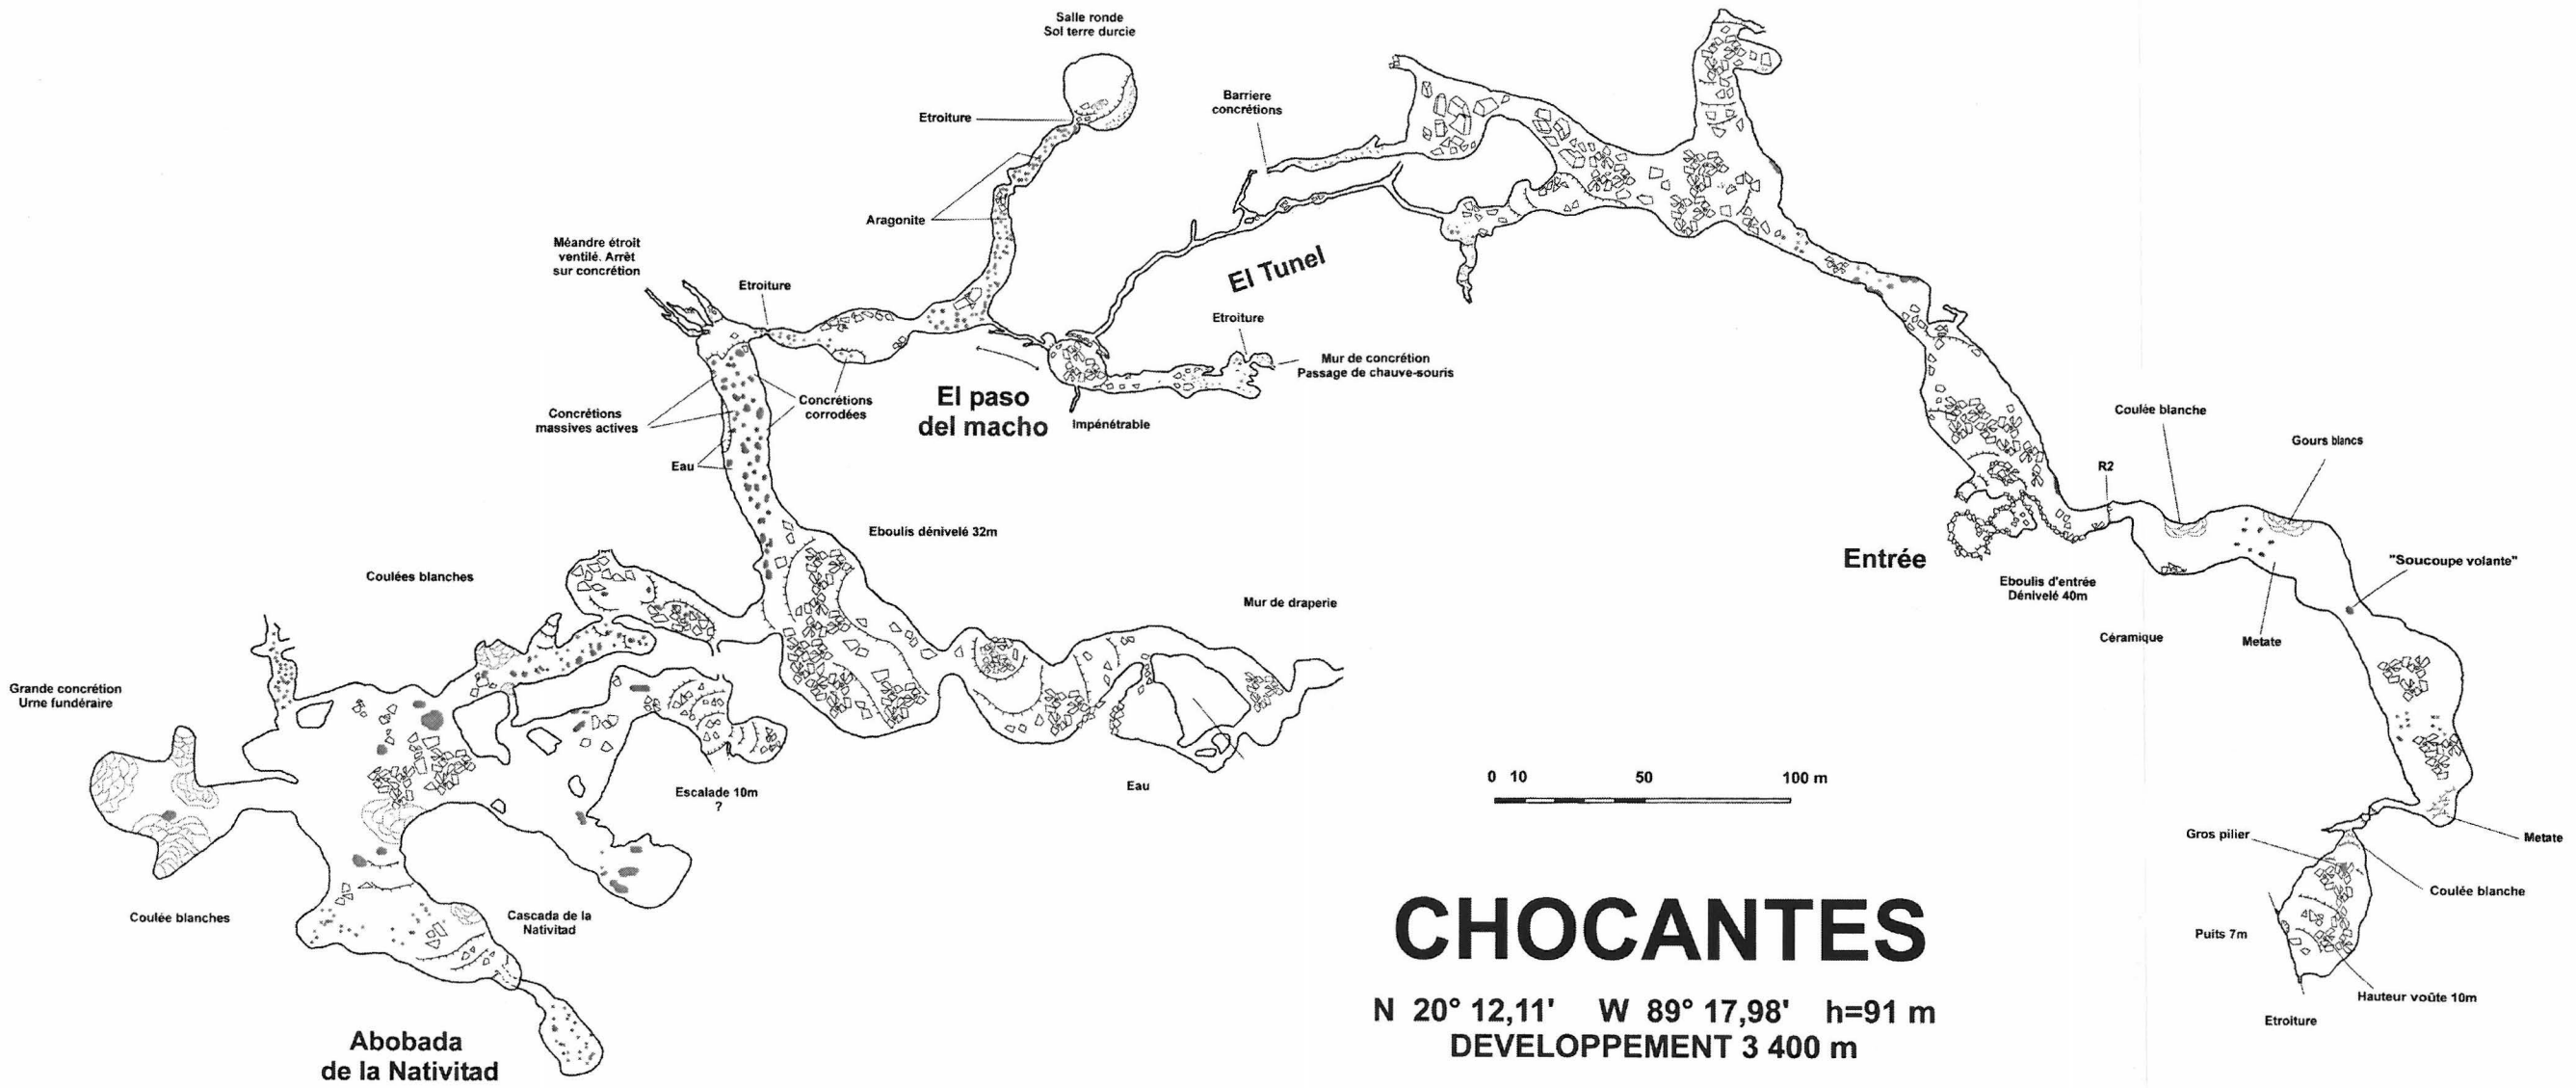 Salle ronde
Sol terre durcie
Etroiture
Barriere
concrétions
Aragonite
Méandre étroit
ventilé. Arrèt
sur concrétion
Etroiture
El Tunel
Etroiture
Mur de concrétion
Passage de chauve-souris
El paso
del macho
Impénétrable
Concrétions
corrodées
Concrétions
massives actives
Eau
Coulée blanche
Gours blancs
R2
Eboulis dénivelé 32m
Entrée
"Soucoupe volante"
Eboulis d'entrée
Dénivelé 40m
Coulées blanches
Mur de draperie
Céramique
Metate
Grande concrétion
Urne fundéraire
0 10 50 100 m
Escalade 10m
?
Eau
Gros pilier
Metate
Coulée blanche
Coulée blanches
Cascada de la
Nativitad
Puits 7m
Hauteur voûte 10m
Etroiture
Abobada
de la Nativitad
CHOCANTES
N 20° 12,11' W 89° 17,98' h=91 m
DEVELOPPEMENT 3 400 m